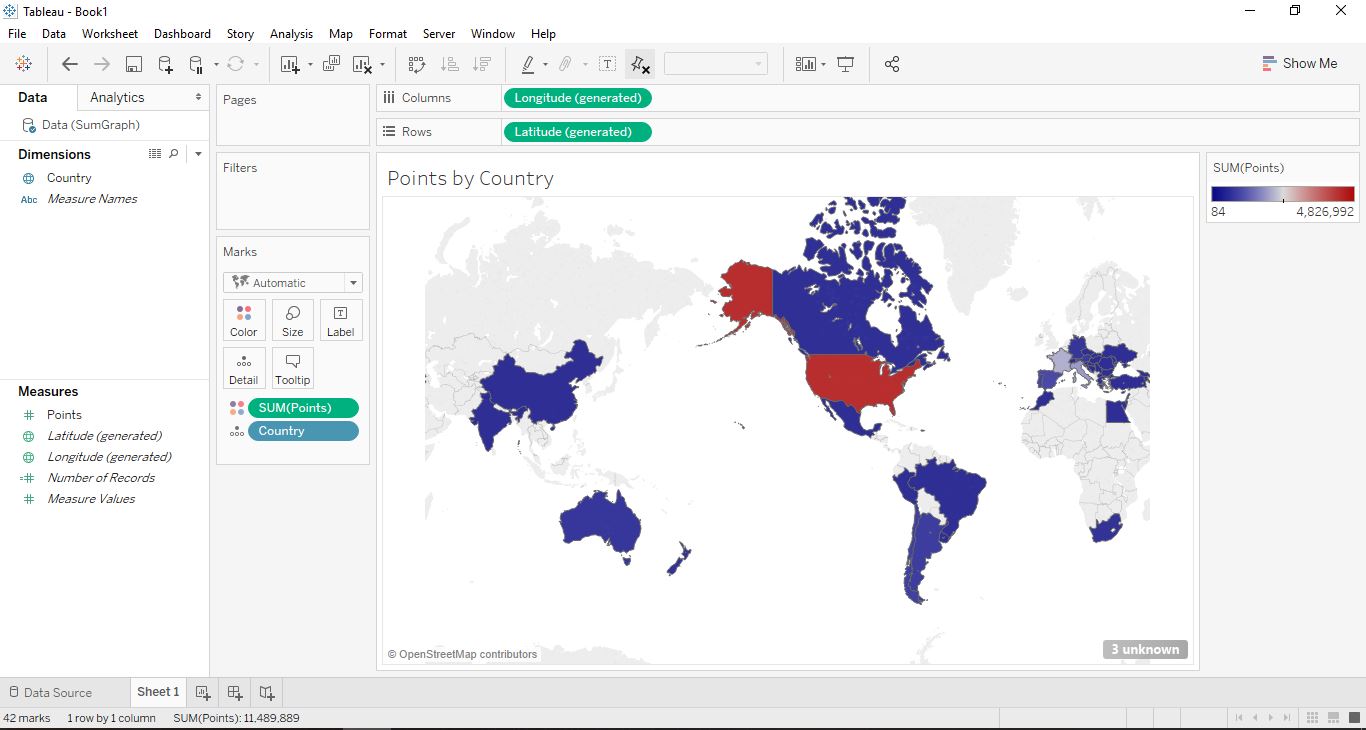 Tableau - Book1
File Data Worksheet Dashboard Story Analysis Map Format Server Window Help
Show Me
Data Analytics
Data (SumGraph)
Dimensions
Country
Abc Measure Names
Measures
Points
Latitude (generated)
Longitude (generated)
Number of Records
Measure Values
Pages
Filters
Marks
Automatic
Color Size Label
Detail Tooltip
SUM(Points)
Country
Columns Longitude (generated)
Rows Latitude (generated)
Points by Country
© OpenStreetMap contributors
3 unknown
SUM(Points)
84 4,826,992
Data Source Sheet 1
42 marks 1 row by 1 column SUM(Points): 11,489,889